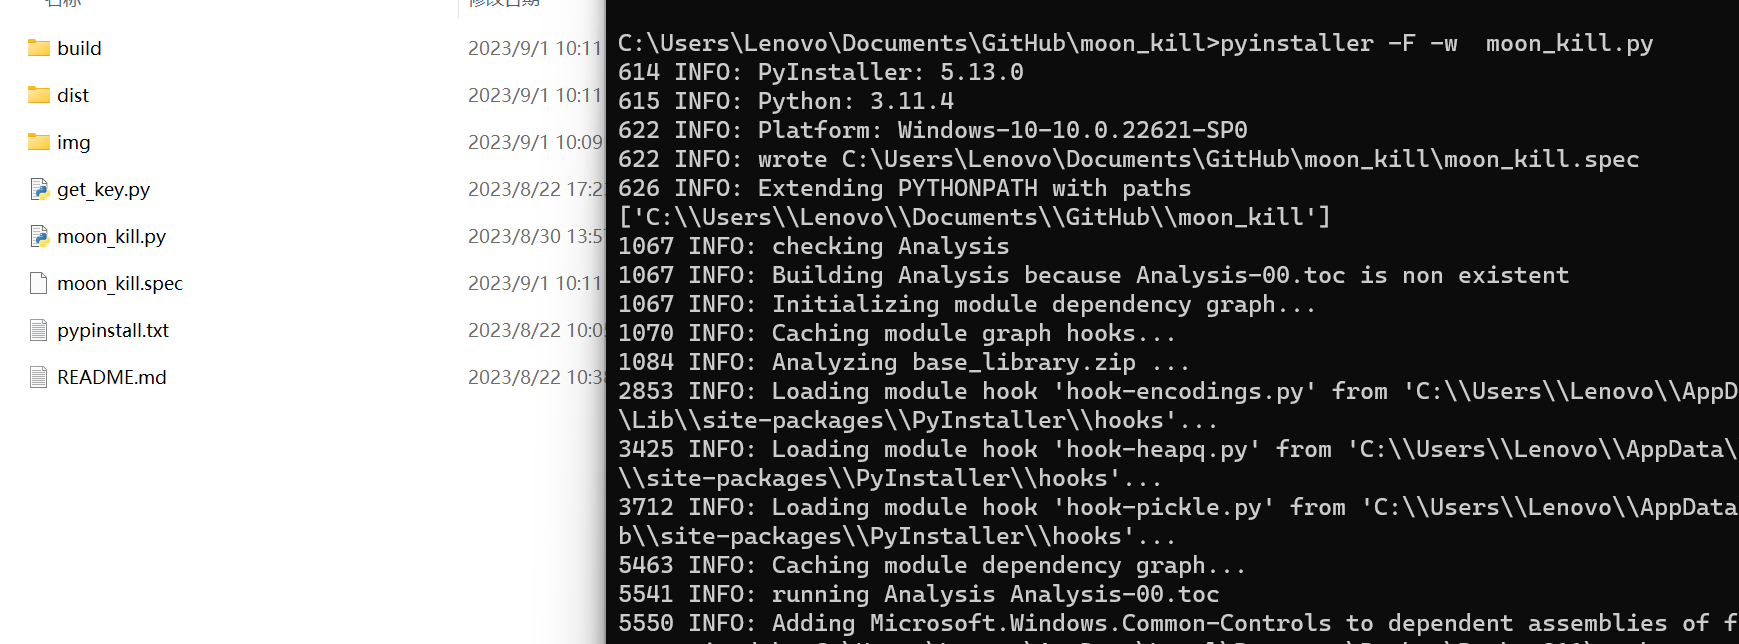 名称 修改日期
build 2023/9/1 10:11
dist 2023/9/1 10:11
img 2023/9/1 10:09
get_key.py 2023/8/22 17:2
moon_kill.py 2023/8/30 13:5
moon_kill.spec 2023/9/1 10:11
pypinstall.txt 2023/8/22 10:0
README.md 2023/8/22 10:3
C:\Users\Lenovo\Documents\GitHub\moon_kill>pyinstaller -F -w  moon_kill.py
614 INFO: PyInstaller: 5.13.0
615 INFO: Python: 3.11.4
622 INFO: Platform: Windows-10-10.0.22621-SP0
622 INFO: wrote C:\Users\Lenovo\Documents\GitHub\moon_kill\moon_kill.spec
626 INFO: Extending PYTHONPATH with paths
['C:\\Users\\Lenovo\\Documents\\GitHub\\moon_kill']
1067 INFO: checking Analysis
1067 INFO: Building Analysis because Analysis-00.toc is non existent
1067 INFO: Initializing module dependency graph...
1070 INFO: Caching module graph hooks...
1084 INFO: Analyzing base_library.zip ...
2853 INFO: Loading module hook 'hook-encodings.py' from 'C:\\Users\\Lenovo\\AppD
\Lib\\site-packages\\PyInstaller\\hooks'...
3425 INFO: Loading module hook 'hook-heapq.py' from 'C:\\Users\\Lenovo\\AppData\
\\site-packages\\PyInstaller\\hooks'...
3712 INFO: Loading module hook 'hook-pickle.py' from 'C:\\Users\\Lenovo\\AppData
b\\site-packages\\PyInstaller\\hooks'...
5463 INFO: Caching module dependency graph...
5541 INFO: running Analysis Analysis-00.toc
5550 INFO: Adding Microsoft.Windows.Common-Controls to dependent assemblies of f